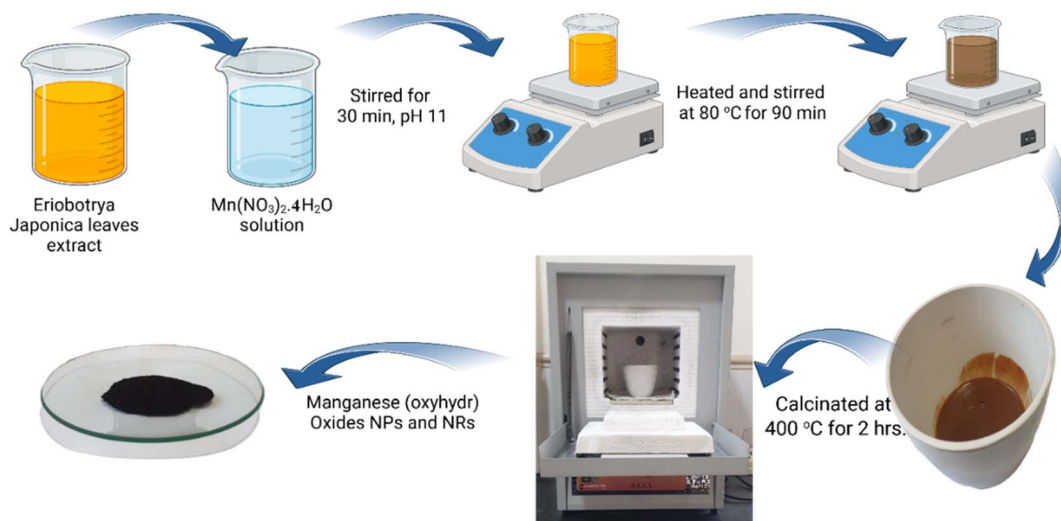 Stirred for
30 min, pH 11
Heated and stirred
at 80 °C for 90 min
Eriobotrya
Japonica leaves
extract
Mn(NO₃)₂.4H₂O
solution
Calcinated at
400 °C for 2 hrs.
Manganese (oxyhydr)
Oxides NPs and NRs